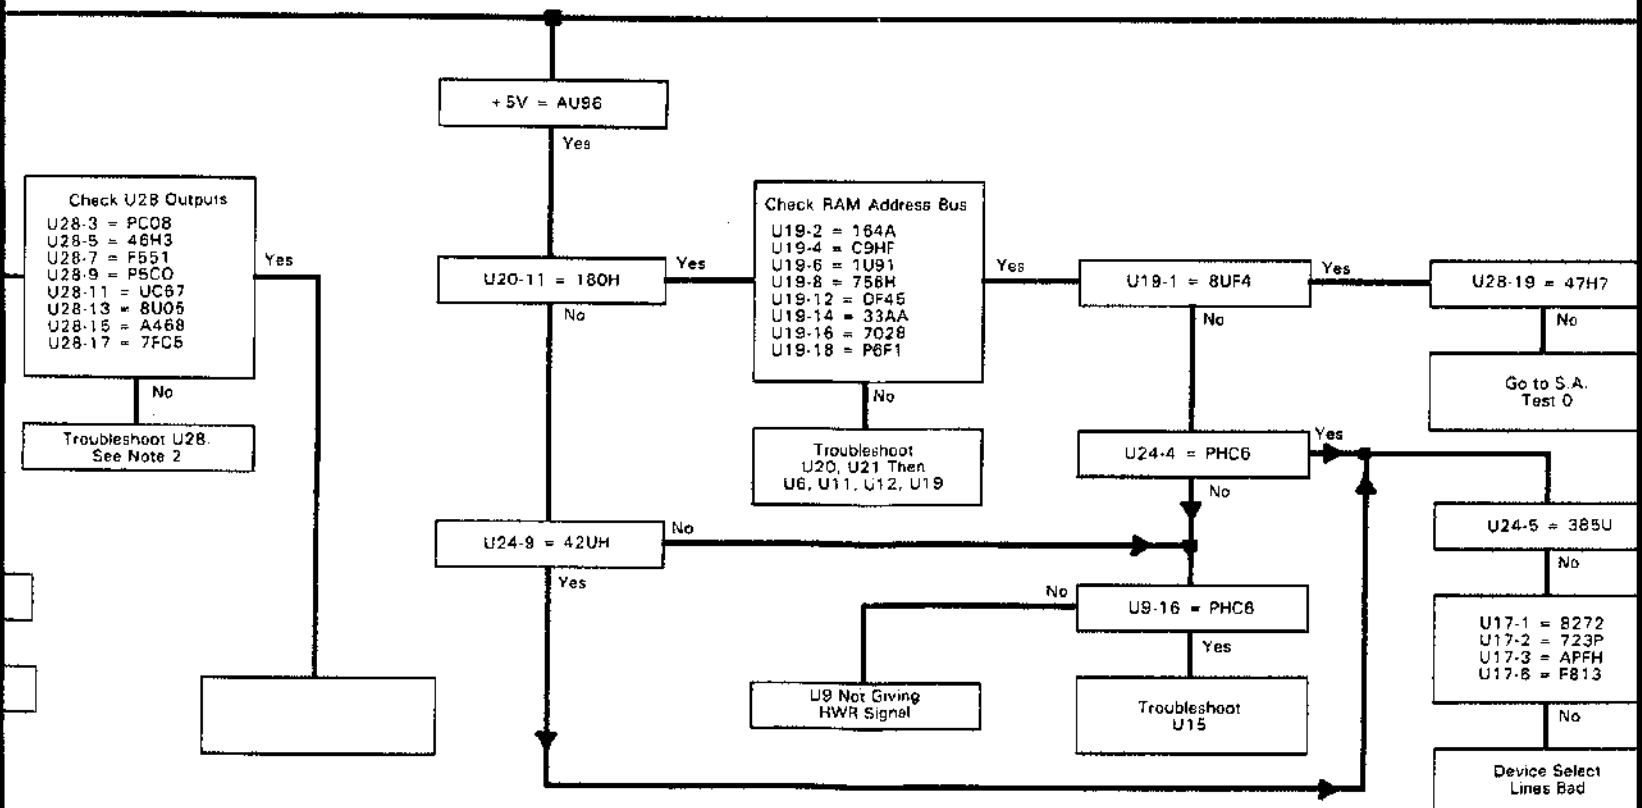 +5V = AU96
Yes
Check U28 Outputs
U28-3 = PC08
U28-5 = 46H3
U28-7 = F551
U28-9 = P5C0
U28-11 = UC67
U28-13 = 8U05
U28-15 = A468
U28-17 = 7FC5
Yes
No
Troubleshoot U28.
See Note 2
U20-11 = 180H
Yes
No
Check RAM Address Bus
U19-2 = 164A
U19-4 = C9HF
U19-6 = 1U91
U19-8 = 756H
U19-12 = 0F45
U19-14 = 33AA
U19-16 = 7028
U19-18 = P6F1
Yes
No
Troubleshoot
U20, U21 Then
U6, U11, U12, U19
U19-1 = 8UF4
Yes
No
U28-19 = 47H7
No
Go to S.A.
Test 0
U24-4 = PHC6
Yes
No
U24-9 = 42UH
No
Yes
U24-5 = 385U
No
U9-16 = PHC6
No
Yes
U9 Not Giving
HWR Signal
Troubleshoot
U15
U17-1 = 8272
U17-2 = 723P
U17-3 = APFH
U17-6 = F813
No
Device Select
Lines Bad